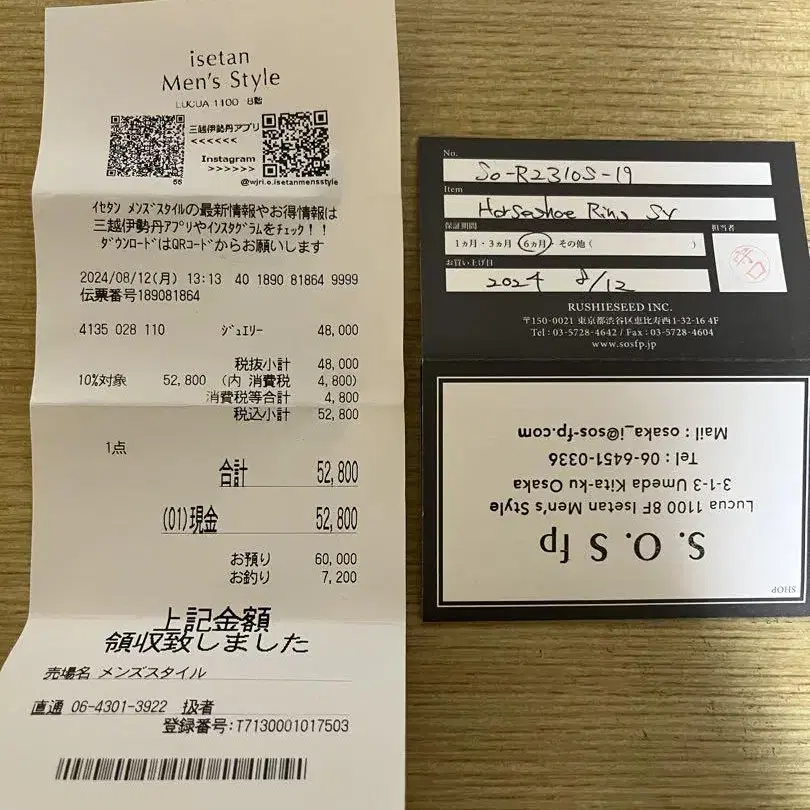 isetan
Men's Style
LUCUA 1100 8階
三越伊勢丹アプリ
<<<<<<
Instagram
>>>>>>
@wjri.o.isetanmensstyle
イセタン メンズスタイルの最新情報やお得情報は
三越伊勢丹アプリやインスタグラムをチェック!!
ダウンロードはQRコードからお願いします
2024/08/12(月) 13:13 40 1890 81864 9999
伝票番号189081864
4135 028 110 ジュエリー 48,000
税抜小計 48,000
10%対象 52,800 (内 消費税 4,800)
消費税等合計 4,800
税込小計 52,800
1点
合計 52,800
(01)現金 52,800
お預り 60,000
お釣り 7,200
上記金額
領収致しました
売場名 メンズスタイル
直通 06-4301-3922 扱者
登録番号:T7130001017503
No.
So-R2310S-19
Item
Horseshoe Ring SV
保証期間
1ヵ月・3ヵ月・6ヵ月・その他( )
担当者
お買い上げ日
2024 8/12
RUSHIESEED INC.
〒150-0021 東京都渋谷区恵比寿西1-32-16 4F
Tel : 03-5728-4642 / Fax : 03-5728-4604
www.sosfp.jp
SHOP
S. O. S fp
Lucua 1100 8F Isetan Men's Style
3-1-3 Umeda Kita-ku Osaka
Tel : 06-6451-0336
Mail : osaka_i@sos-fp.com